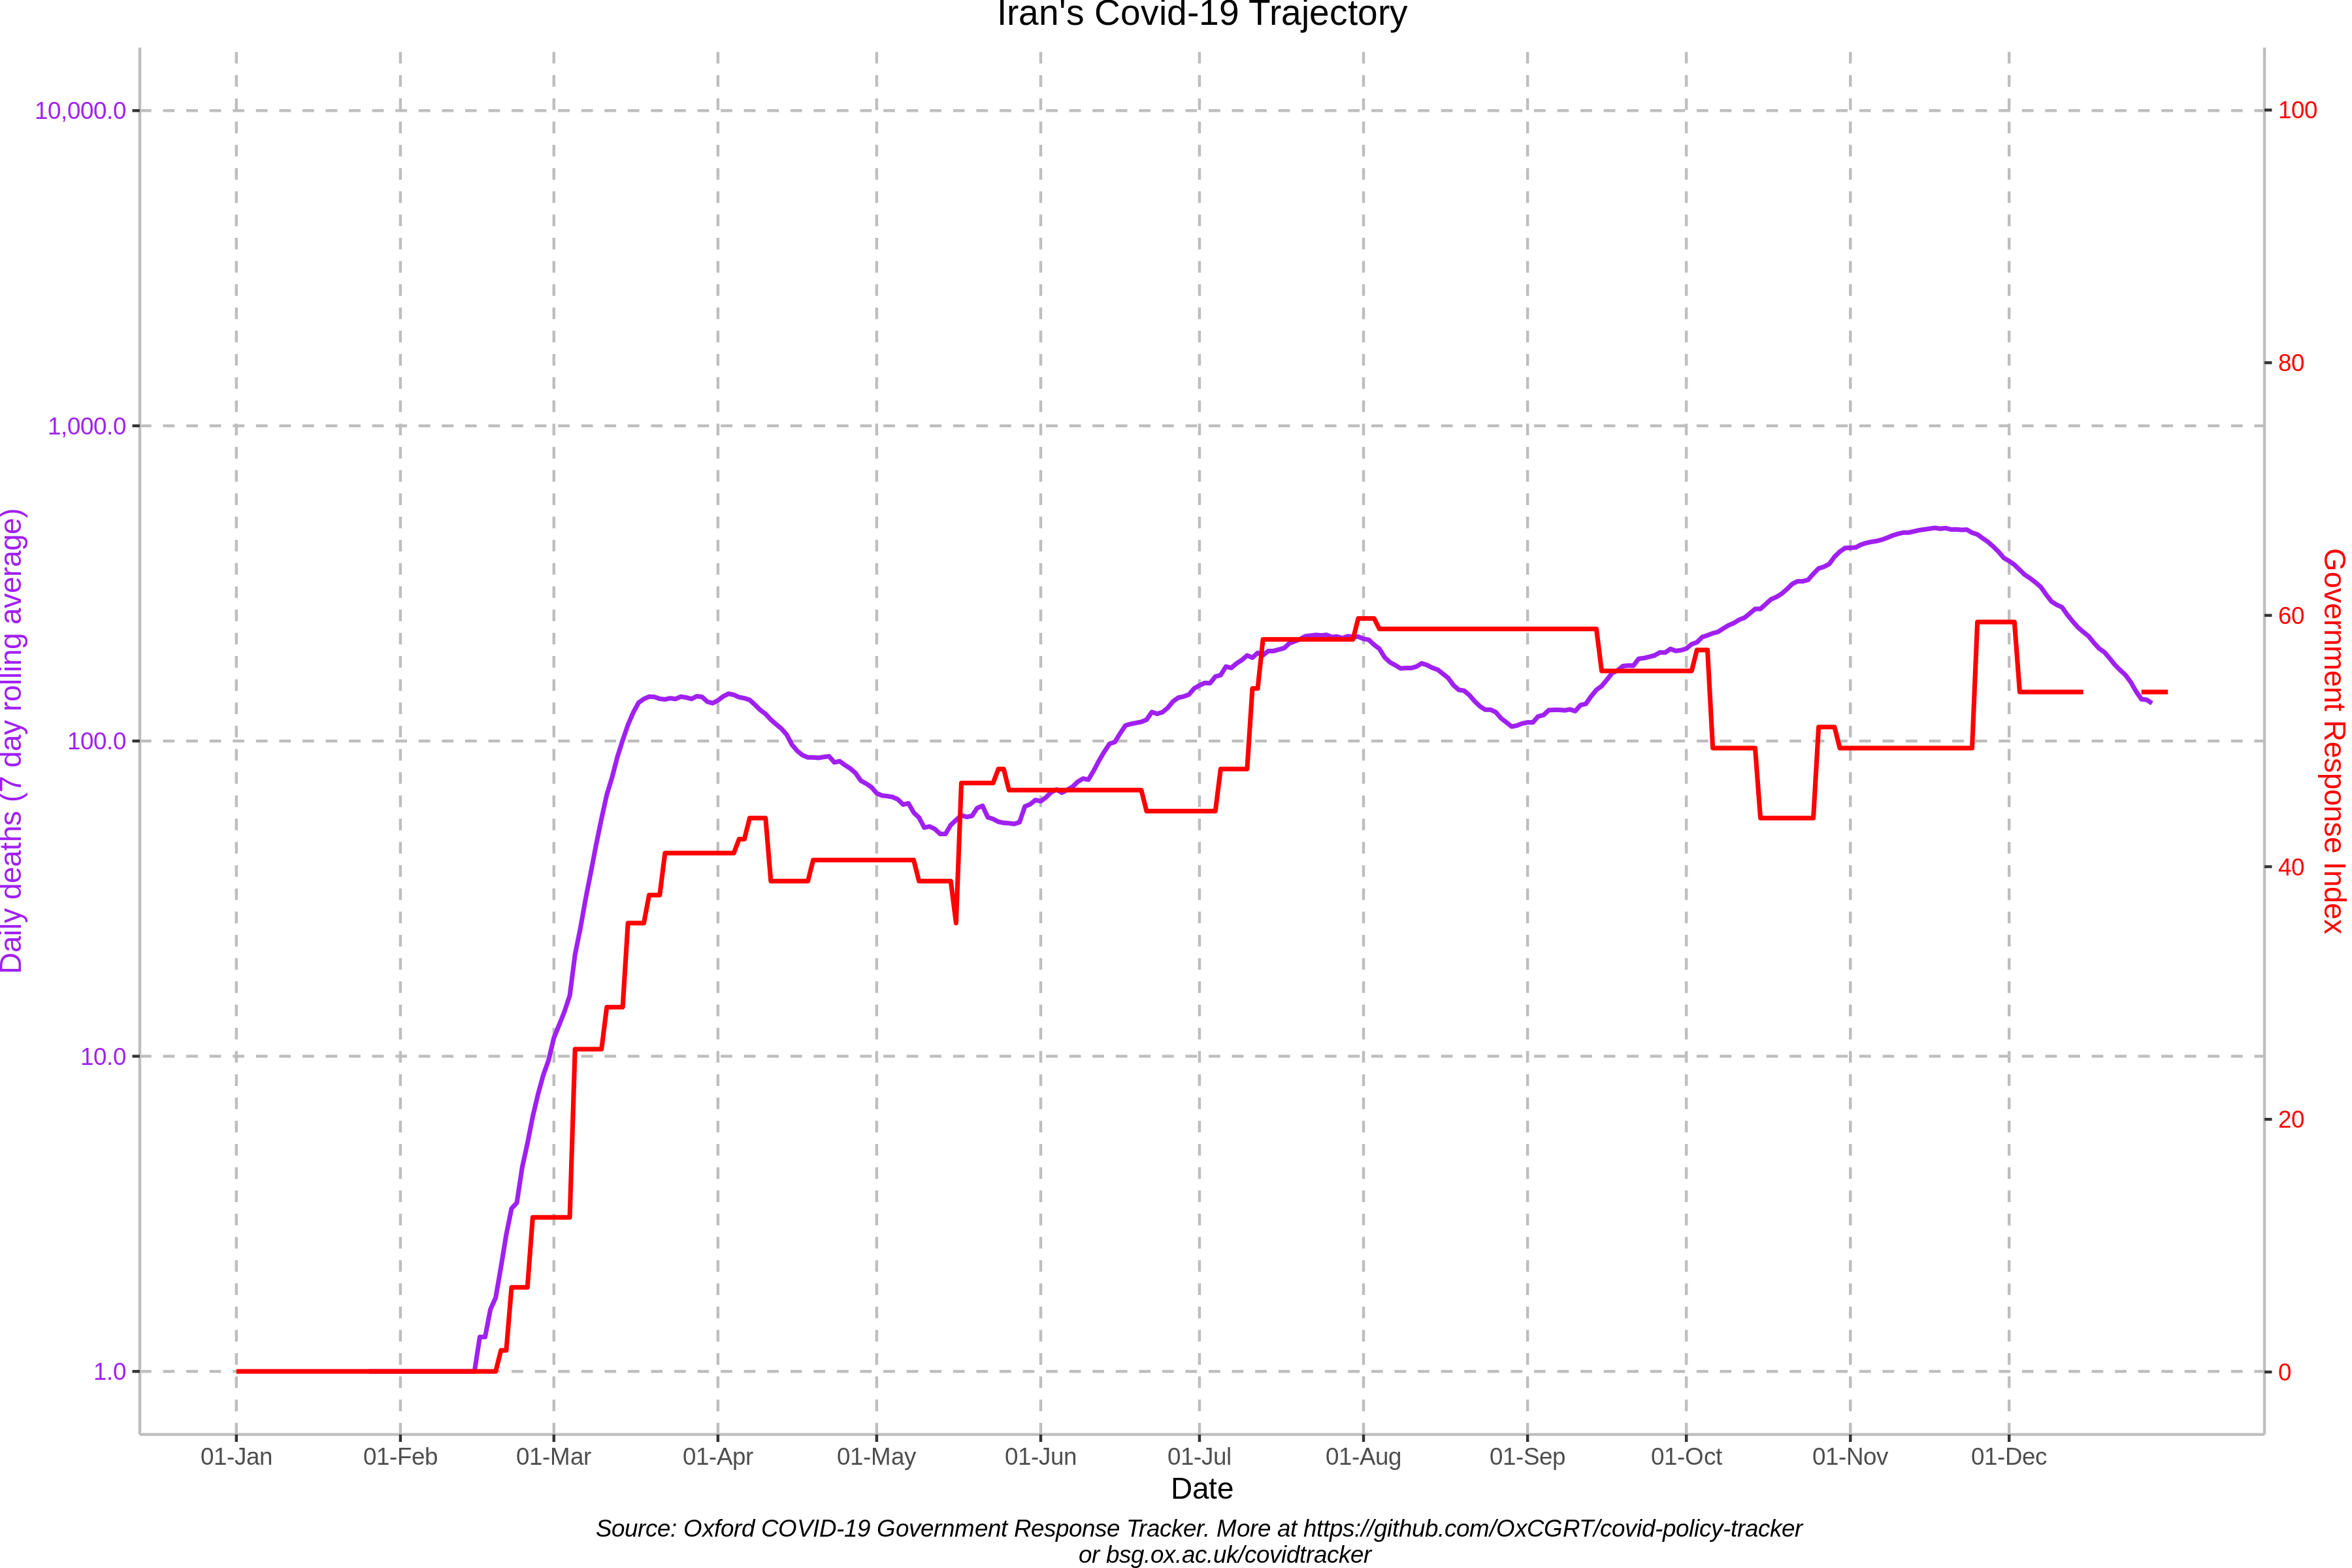 Iran's Covid-19 Trajectory
10,000.0
1,000.0
100.0
10.0
1.0
Daily deaths (7 day rolling average)
100
80
60
40
20
0
Government Response Index
01-Jan 01-Feb 01-Mar 01-Apr 01-May 01-Jun 01-Jul 01-Aug 01-Sep 01-Oct 01-Nov 01-Dec
Date
Source: Oxford COVID-19 Government Response Tracker. More at https://github.com/OxCGRT/covid-policy-tracker
or bsg.ox.ac.uk/covidtracker